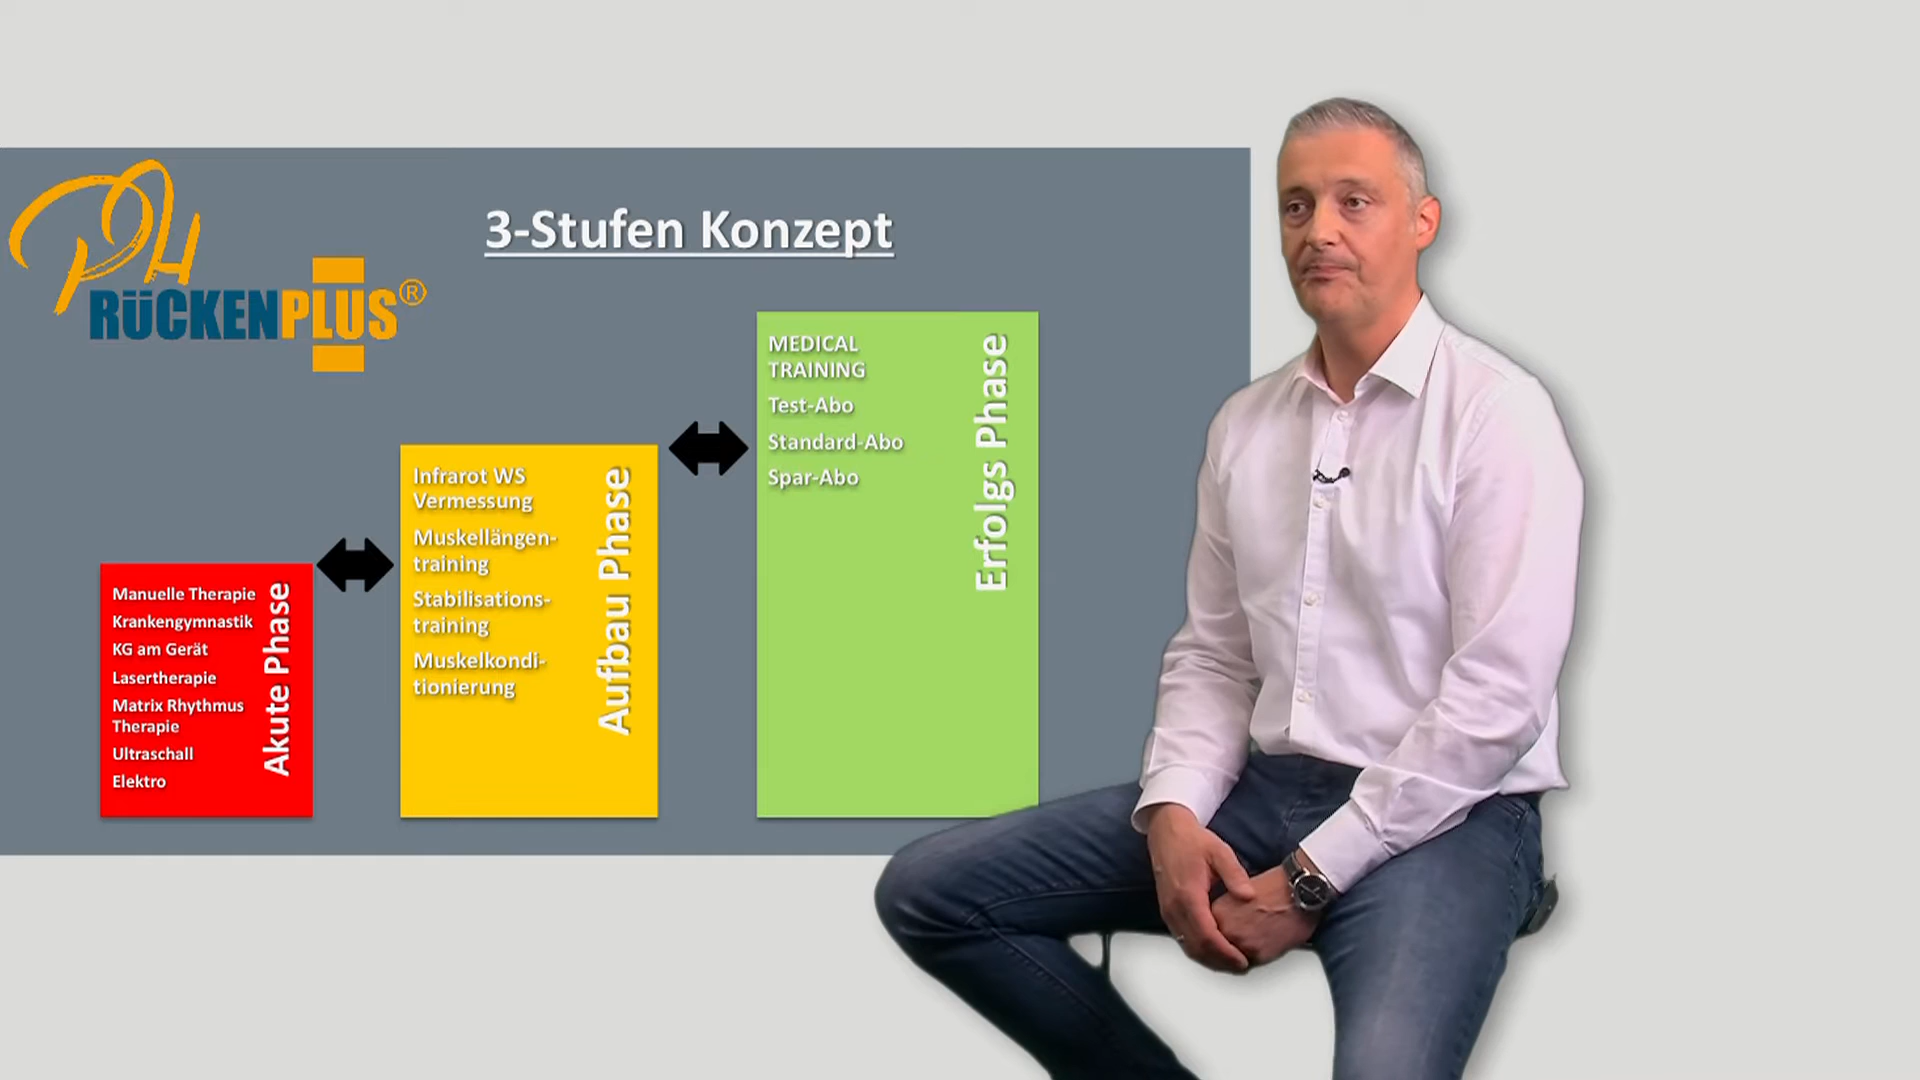 PH
RÜCKENPLUS®
3-Stufen Konzept
Manuelle Therapie
Krankengymnastik
KG am Gerät
Lasertherapie
Matrix Rhythmus
Therapie
Ultraschall
Elektro
Akute Phase
Infrarot WS
Vermessung
Muskellängen-
training
Stabilisations-
training
Muskelkondi-
tionierung
Aufbau Phase
MEDICAL
TRAINING
Test-Abo
Standard-Abo
Spar-Abo
Erfolgs Phase